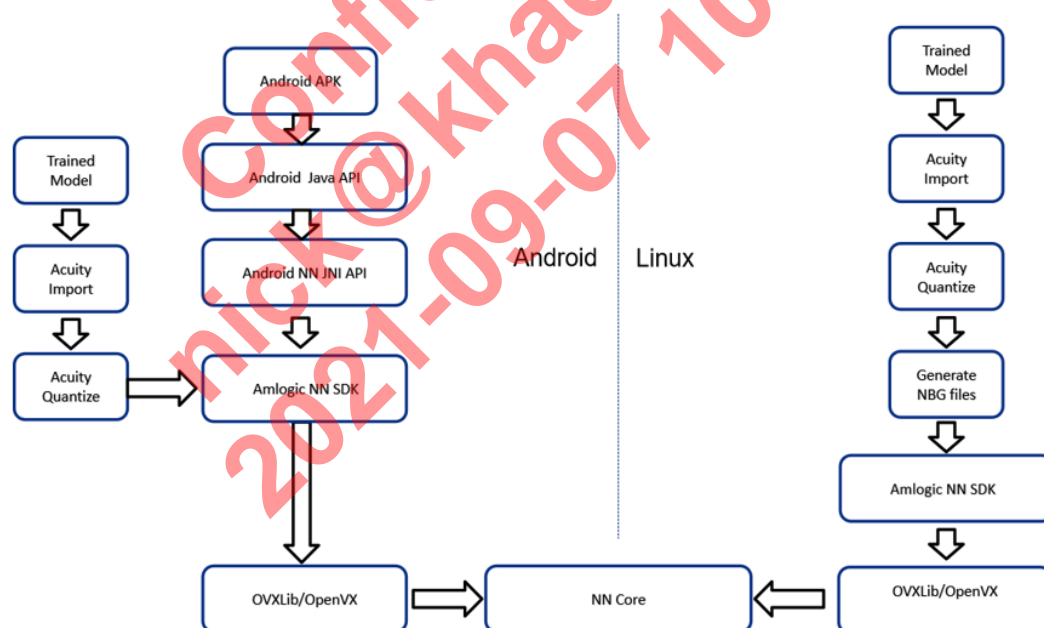 Android APK
Trained
Model
Android Java API
Trained
Model
Acuity
Import
Android NN JNI API
Android
Linux
Acuity
Import
Acuity
Quantize
Acuity
Quantize
Amlogic NN SDK
Generate
NBG files
Amlogic NN SDK
OVXLib/OpenVX
NN Core
OVXLib/OpenVX
nick@khad
2021-09-07 10